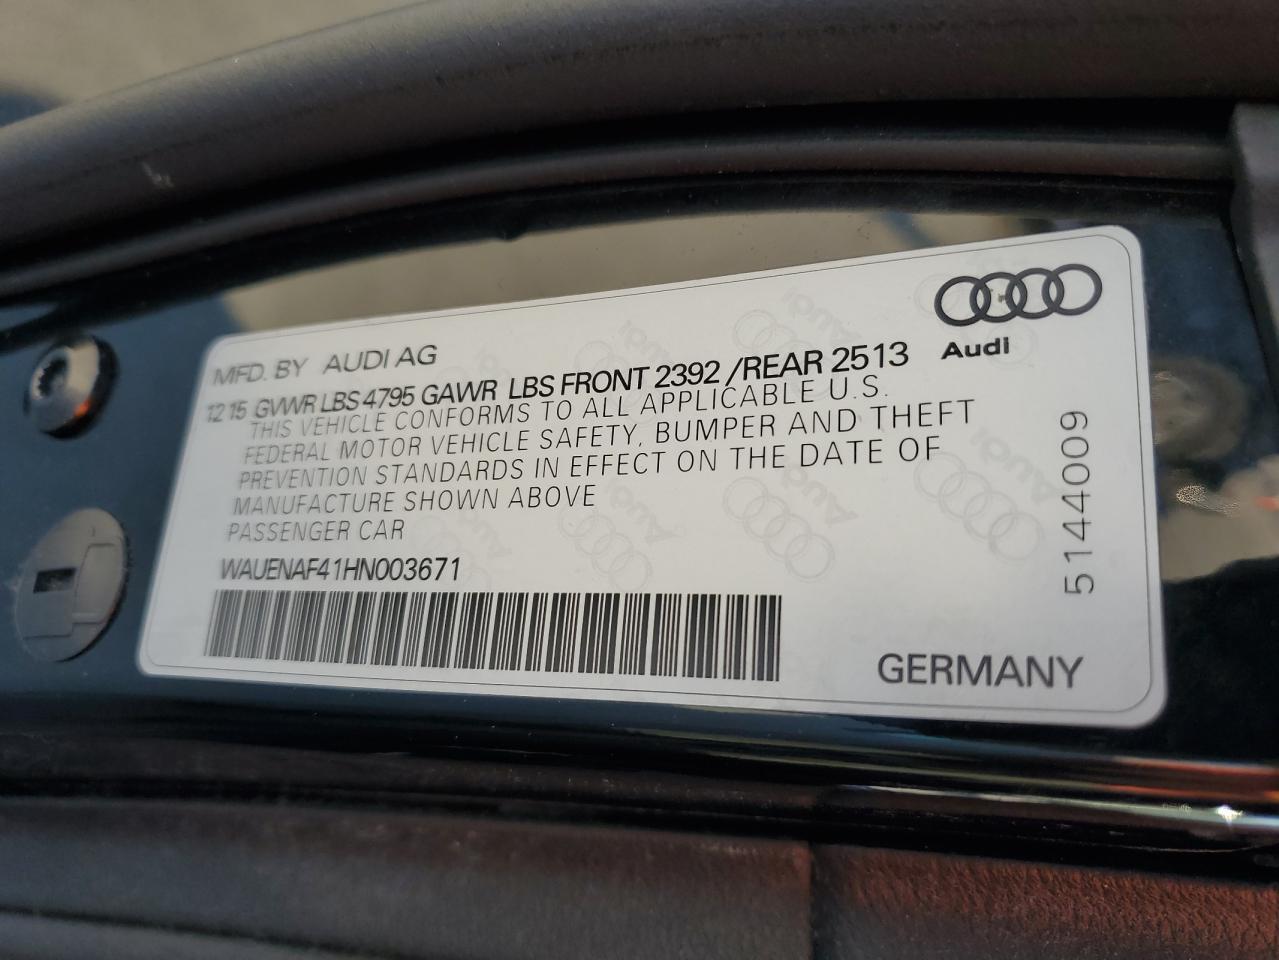 MFD. BY AUDI AG
12 15 GVWR LBS 4795 GAWR LBS FRONT 2392 /REAR 2513
THIS VEHICLE CONFORMS TO ALL APPLICABLE U.S.
FEDERAL MOTOR VEHICLE SAFETY, BUMPER AND THEFT
PREVENTION STANDARDS IN EFFECT ON THE DATE OF
MANUFACTURE SHOWN ABOVE
PASSENGER CAR
WAUENAF41HN003671
Audi
5144009
GERMANY